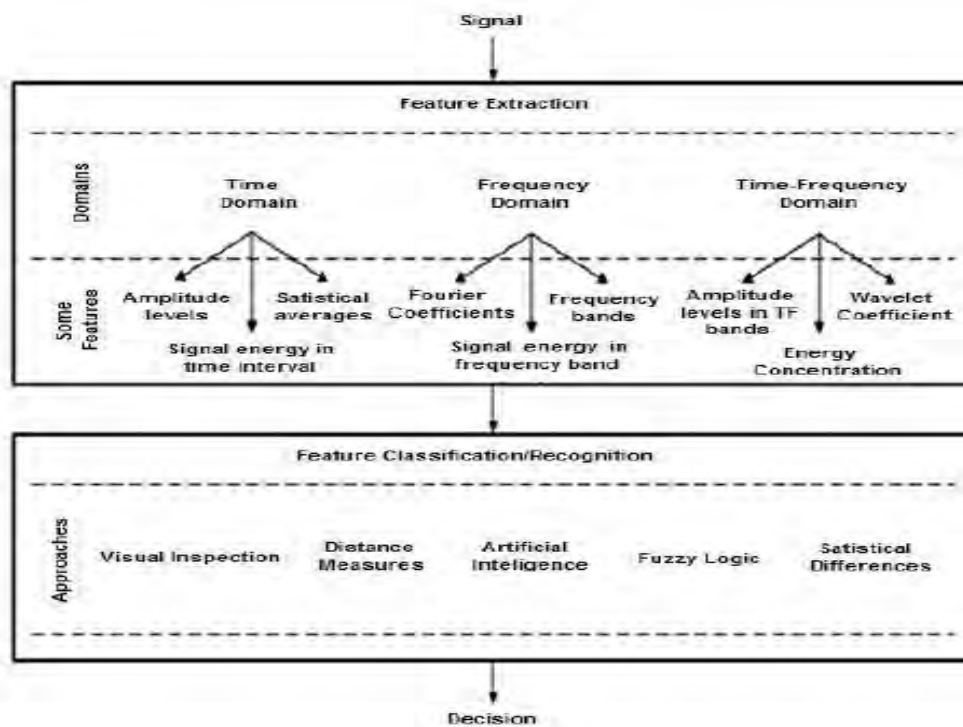 Signal
Feature Extraction
Domains
Time
Domain
Frequency
Domain
Time-Frequency
Domain
Some
Features
Amplitude
levels
Satistical
averages
Signal energy in
time interval
Fourier
Coefficients
Frequency
bands
Signal energy in
frequency band
Amplitude
levels in TF
bands
Wavelet
Coefficient
Energy
Concentration
Feature Classification/Recognition
Approaches
Visual Inspection
Distance
Measures
Artificial
Inteligence
Fuzzy Logic
Satistical
Differences
Decision